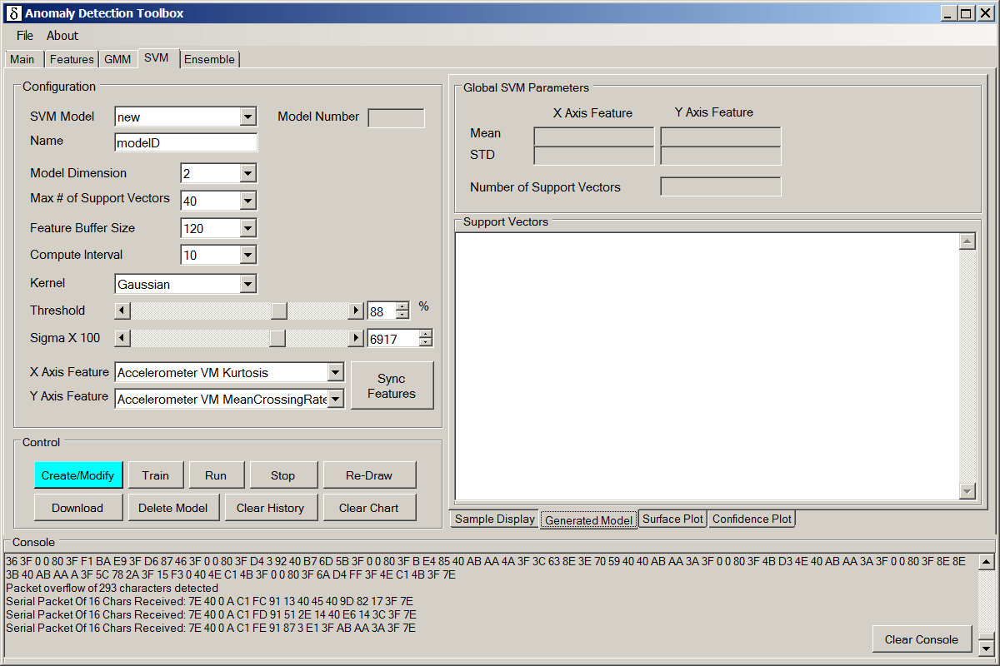 δ Anomaly Detection Toolbox
File About
Main Features GMM SVM Ensemble
Configuration
SVM Model new Model Number
Name modelD
Model Dimension 2
Max # of Support Vectors 40
Feature Buffer Size 120
Compute Interval 10
Kernel Gaussian
Threshold 88 %
Sigma X 100 6917
X Axis Feature Accelerometer VM Kurtosis
Y Axis Feature Accelerometer VM MeanCrossingRate
Sync
Features
Control
Create/Modify Train Run Stop Re-Draw
Download Delete Model Clear History Clear Chart
Global SVM Parameters
X Axis Feature Y Axis Feature
Mean
STD
Number of Support Vectors
Support Vectors
Sample Display Generated Model Surface Plot Confidence Plot
Console
36 3F 0 0 80 3F F1 BA E9 3F D6 87 46 3F 0 0 80 3F D4 3 92 40 B7 6D 5B 3F 0 0 80 3F B E4 85 40 AB AA 4A 3F 3C 63 8E 3E 70 59 40 40 AB AA 3A 3F 0 0 80 3F 4B D3 4E 40 AB AA 3A 3F 0 0 80 3F 8E 8E
3B 40 AB AA A 3F 5C 78 2A 3F 15 F3 0 40 4E C1 4B 3F 0 0 80 3F 6A D4 FF 3F 4E C1 4B 3F 7E
Packet overflow of 293 characters detected
Serial Packet Of 16 Chars Received: 7E 40 0 A C1 FC 91 13 40 45 40 9D 82 17 3F 7E
Serial Packet Of 16 Chars Received: 7E 40 0 A C1 FD 91 51 2E 14 40 E6 14 3C 3F 7E
Serial Packet Of 16 Chars Received: 7E 40 0 A C1 FE 91 87 3 E1 3F AB AA 3A 3F 7E
Clear Console